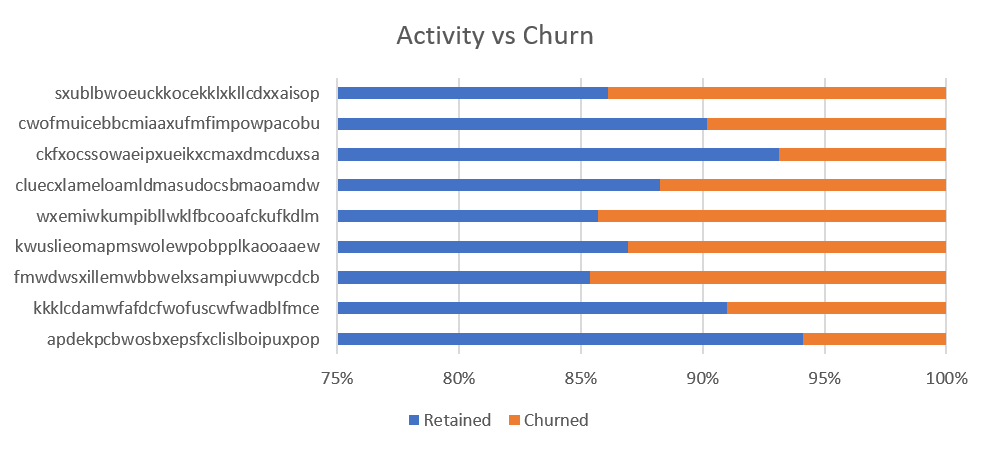 Activity vs Churn
sxublbwoeuckkocekklxkllcdxxaisop
cwofmuicebbcmiaaxufmfimpowpacobu
ckfxocssowaeipxueikxcmaxdmcduxsa
cluecxlameloamldmasudocsbmaoamdw
wxemiwkumpibllwklfbcooafckufkdlm
kwuslieomapmswolewpobpplkaooaaew
fmwdwsxillemwbbwelxsampiuwwpcdcb
kkklcdamwfafdcfwofuscwfwadblfmce
apdekpcbwosbxepsfxclislboipuxpop
75% 80% 85% 90% 95% 100%
Retained Churned